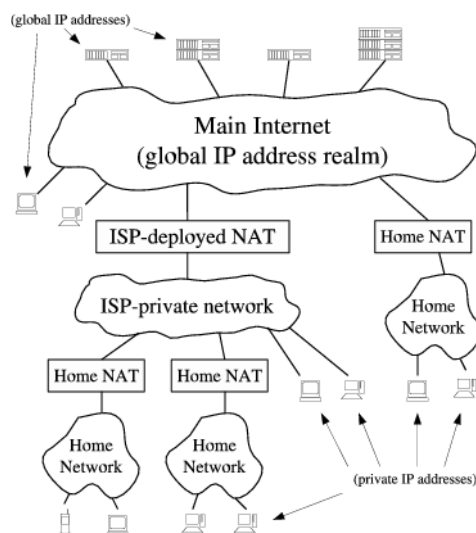 (global IP addresses)
Main Internet
(global IP address realm)
ISP-deployed NAT
Home NAT
ISP-private network
Home
Network
Home NAT
Home NAT
Home
Network
Home
Network
(private IP addresses)